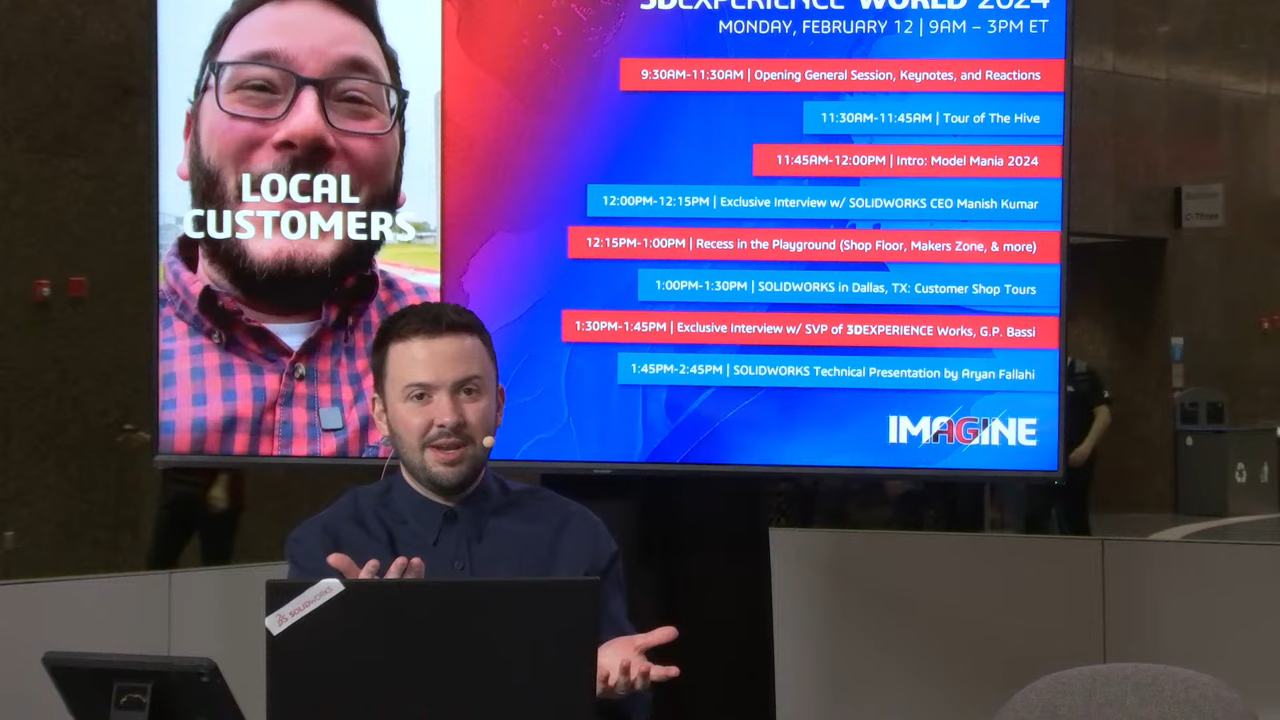 3DEXPERIENCE WORLD 2024
MONDAY, FEBRUARY 12 | 9AM – 3PM ET
9:30AM-11:30AM | Opening General Session, Keynotes, and Reactions
11:30AM-11:45AM | Tour of The Hive
11:45AM-12:00PM | Intro: Model Mania 2024
12:00PM-12:15PM | Exclusive Interview w/ SOLIDWORKS CEO Manish Kumar
12:15PM-1:00PM | Recess in the Playground (Shop Floor, Makers Zone, & more)
1:00PM-1:30PM | SOLIDWORKS in Dallas, TX: Customer Shop Tours
1:30PM-1:45PM | Exclusive Interview w/ SVP of 3DEXPERIENCE Works, G.P. Bassi
1:45PM-2:45PM | SOLIDWORKS Technical Presentation by Aryan Fallahi
IMAGINE
LOCAL
CUSTOMERS
SOLIDWORKS
C-Three